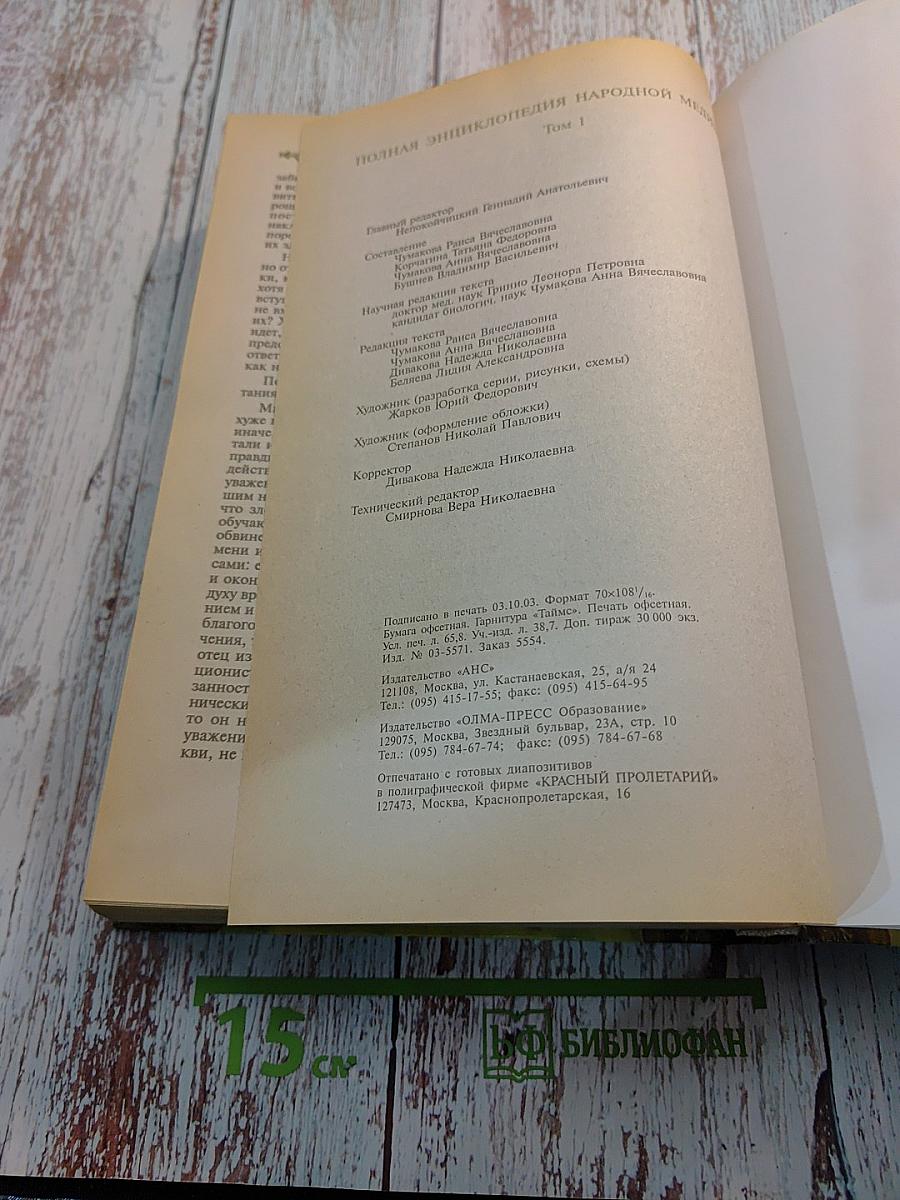 ПОЛНАЯ ЭНЦИКЛОПЕДИЯ НАРОДНОЙ
Том 1
Главный редактор
Непокойчицкий Геннадий Анатольевич
Составление
Чумакова Раиса Вячеславовна
Корчагина Татьяна Федоровна
Чумакова Анна Вячеславовна
Бушнев Владимир Васильевич
Научная редакция текста
доктор мед. наук Гринио Леонора Петровна
кандидат биологич. наук Чумакова Анна Вячеславовна
Редакция текста
Чумакова Раиса Вячеславовна
Чумакова Анна Вячеславовна
Дивакова Надежда Николаевна
Беляева Лидия Александровна
Художник (разработка серии, рисунки, схемы)
Жарков Юрий Федорович
Художник (оформление обложки)
Степанов Николай Павлович
Корректор
Дивакова Надежда Николаевна
Технический редактор
Смирнова Вера Николаевна
Подписано в печать 03.10.03. Формат 70×108¹/₁₆.
Бумага офсетная. Гарнитура «Таймс». Печать офсетная.
Усл. печ. л. 65,8. Уч.-изд. л. 38,7. Доп. тираж 30 000 экз.
Изд. № 03-5571. Заказ 5554.
Издательство «АНС»
121108, Москва, ул. Кастанаевская, 25, а/я 24
Тел.: (095) 415-17-55; факс: (095) 415-64-95
Издательство «ОЛМА-ПРЕСС Образование»
129075, Москва, Звездный бульвар, 23А, стр. 10
Тел.: (095) 784-67-74; факс: (095) 784-67-68
Отпечатано с готовых диапозитивов
в полиграфической фирме «КРАСНЫЙ ПРОЛЕТАРИЙ»
127473, Москва, Краснопролетарская, 16
15 см
БФ БИБЛИОФАН